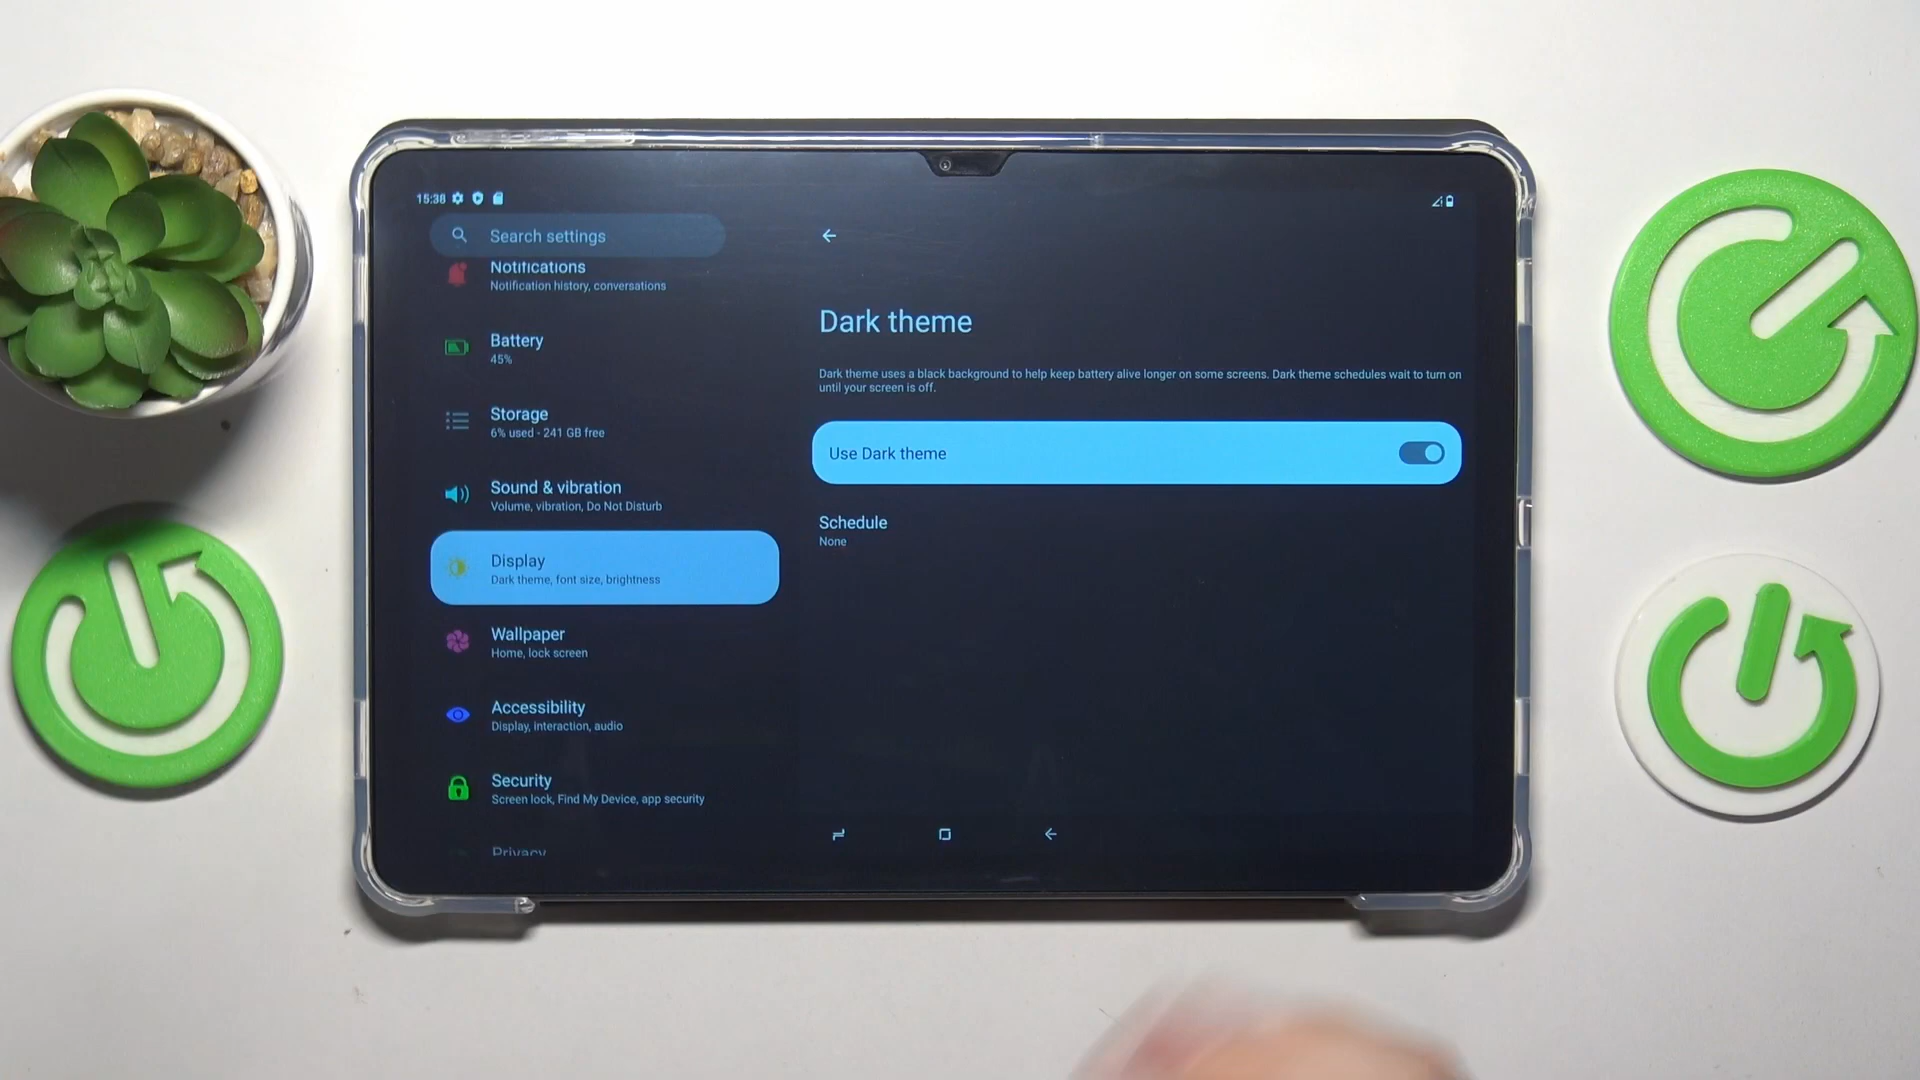 15:38
Search settings
Notifications
Notification history, conversations
Battery
45%
Storage
6% used - 241 GB free
Sound & vibration
Volume, vibration, Do Not Disturb
Display
Dark theme, font size, brightness
Wallpaper
Home, lock screen
Accessibility
Display, interaction, audio
Security
Screen lock, Find My Device, app security
Privacy
Dark theme
Dark theme uses a black background to help keep battery alive longer on some screens. Dark theme schedules wait to turn on
until your screen is off.
Use Dark theme
Schedule
None